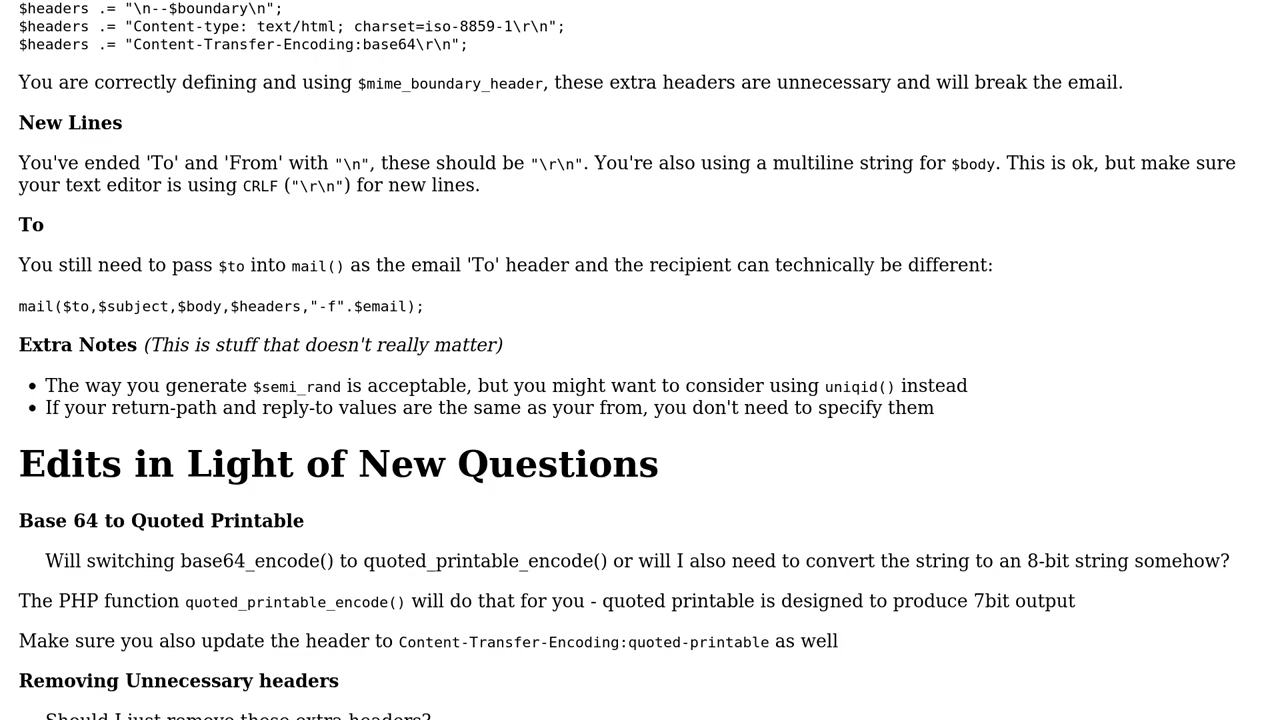 $headers .= "\n--$boundary\n";
$headers .= "Content-type: text/html; charset=iso-8859-1\r\n";
$headers .= "Content-Transfer-Encoding:base64\r\n";
You are correctly defining and using $mime_boundary_header, these extra headers are unnecessary and will break the email.
New Lines
You've ended 'To' and 'From' with "\n", these should be "\r\n". You're also using a multiline string for $body. This is ok, but make sure
your text editor is using CRLF ("\r\n") for new lines.
To
You still need to pass $to into mail() as the email 'To' header and the recipient can technically be different:
mail($to,$subject,$body,$headers,"-f".$email);
Extra Notes (This is stuff that doesn't really matter)
• The way you generate $semi_rand is acceptable, but you might want to consider using uniqid() instead
• If your return-path and reply-to values are the same as your from, you don't need to specify them
Edits in Light of New Questions
Base 64 to Quoted Printable
Will switching base64_encode() to quoted_printable_encode() or will I also need to convert the string to an 8-bit string somehow?
The PHP function quoted_printable_encode() will do that for you - quoted printable is designed to produce 7bit output
Make sure you also update the header to Content-Transfer-Encoding:quoted-printable as well
Removing Unnecessary headers
Should I just remove these extra headers?